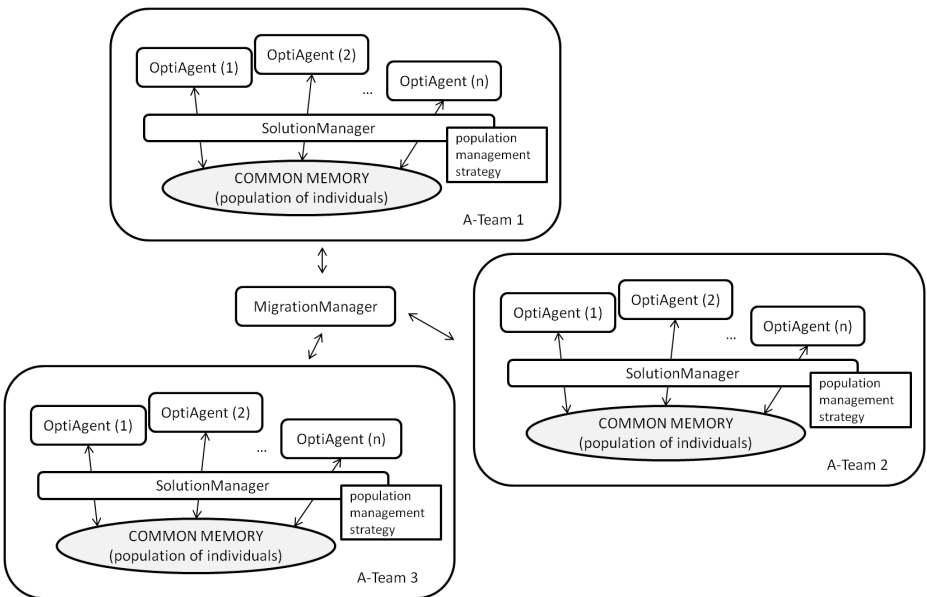 OptiAgent (1)
OptiAgent (2)
...
OptiAgent (n)
SolutionManager
population
management
strategy
COMMON MEMORY
(population of individuals)
A-Team 1
MigrationManager
OptiAgent (1)
OptiAgent (2)
...
OptiAgent (n)
SolutionManager
population
management
strategy
COMMON MEMORY
(population of individuals)
A-Team 2
OptiAgent (1)
OptiAgent (2)
...
OptiAgent (n)
SolutionManager
population
management
strategy
COMMON MEMORY
(population of individuals)
A-Team 3